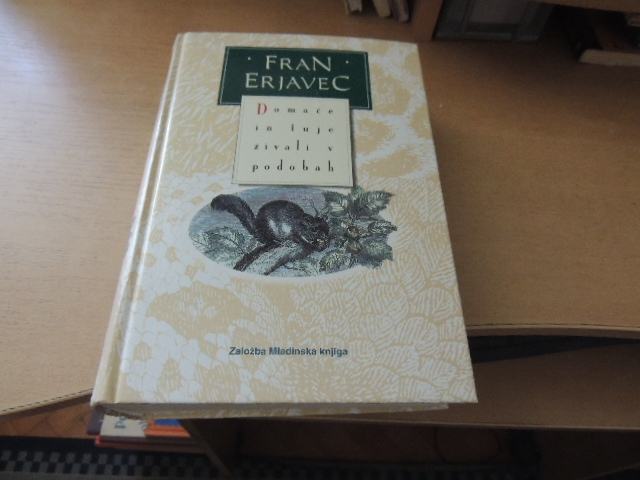 FRAN
ERJAVEC
Domače
in tuje
živali v
podobah
Založba Mladinska knjiga